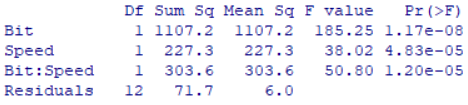 Df Sum Sq Mean Sq F value Pr(>F)
Bit 1 1107.2 1107.2 185.25 1.17e-08
Speed 1 227.3 227.3 38.02 4.83e-05
Bit:Speed 1 303.6 303.6 50.80 1.20e-05
Residuals 12 71.7 6.0